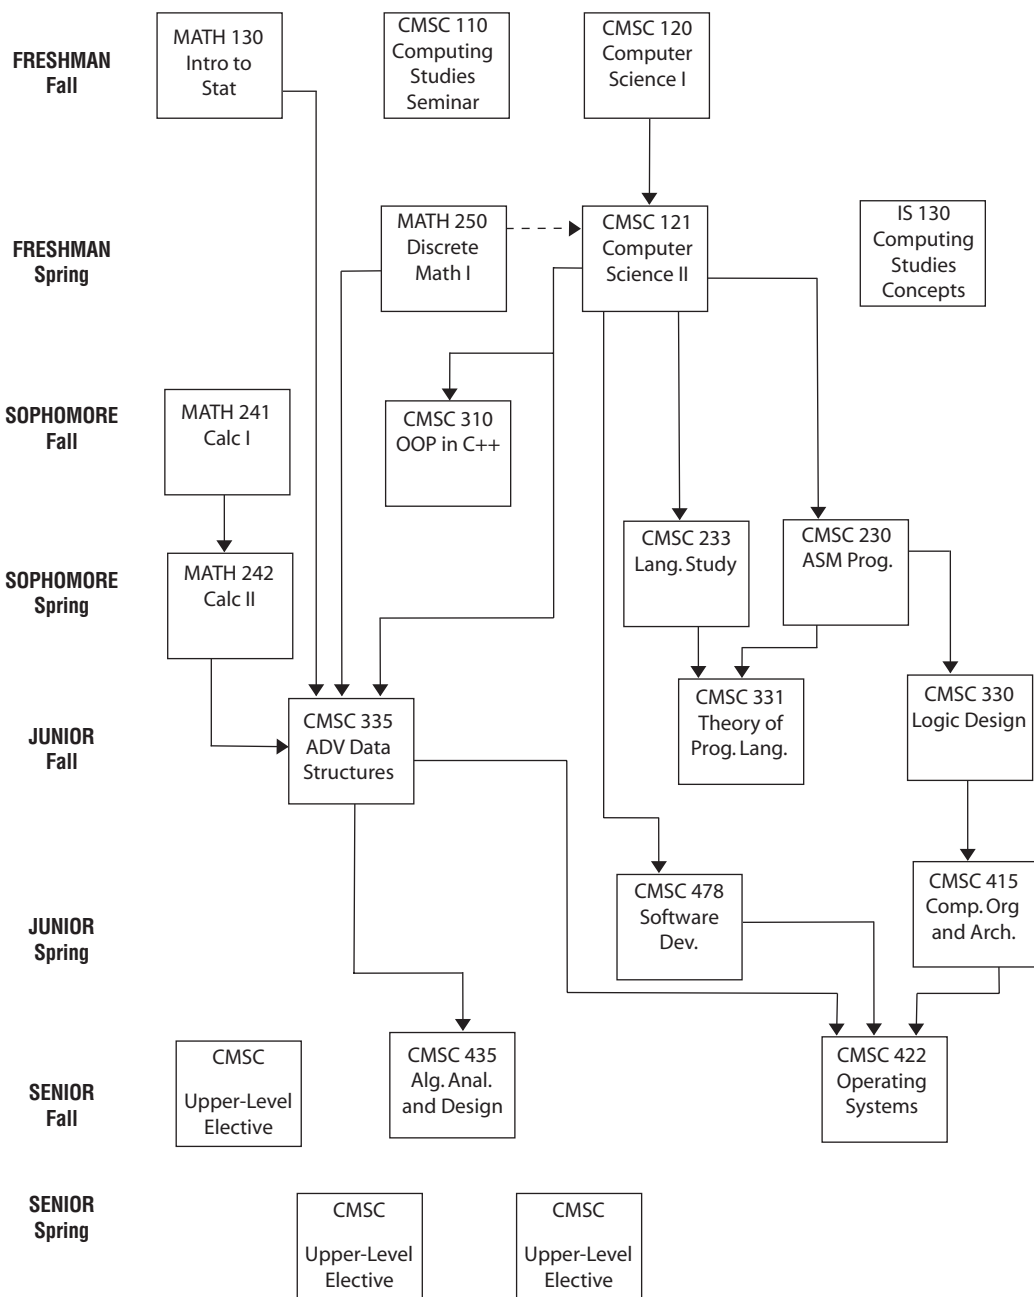 FRESHMAN
Fall
MATH 130
Intro to
Stat
CMSC 110
Computing
Studies
Seminar
CMSC 120
Computer
Science I
FRESHMAN
Spring
MATH 250
Discrete
Math I
CMSC 121
Computer
Science II
IS 130
Computing
Studies
Concepts
SOPHOMORE
Fall
MATH 241
Calc I
CMSC 310
OOP in C++
SOPHOMORE
Spring
MATH 242
Calc II
CMSC 233
Lang. Study
CMSC 230
ASM Prog.
JUNIOR
Fall
CMSC 335
ADV Data
Structures
CMSC 331
Theory of
Prog. Lang.
CMSC 330
Logic Design
JUNIOR
Spring
CMSC 478
Software
Dev.
CMSC 415
Comp. Org
and Arch.
SENIOR
Fall
CMSC
Upper-Level
Elective
CMSC 435
Alg. Anal.
and Design
CMSC 422
Operating
Systems
SENIOR
Spring
CMSC
Upper-Level
Elective
CMSC
Upper-Level
Elective